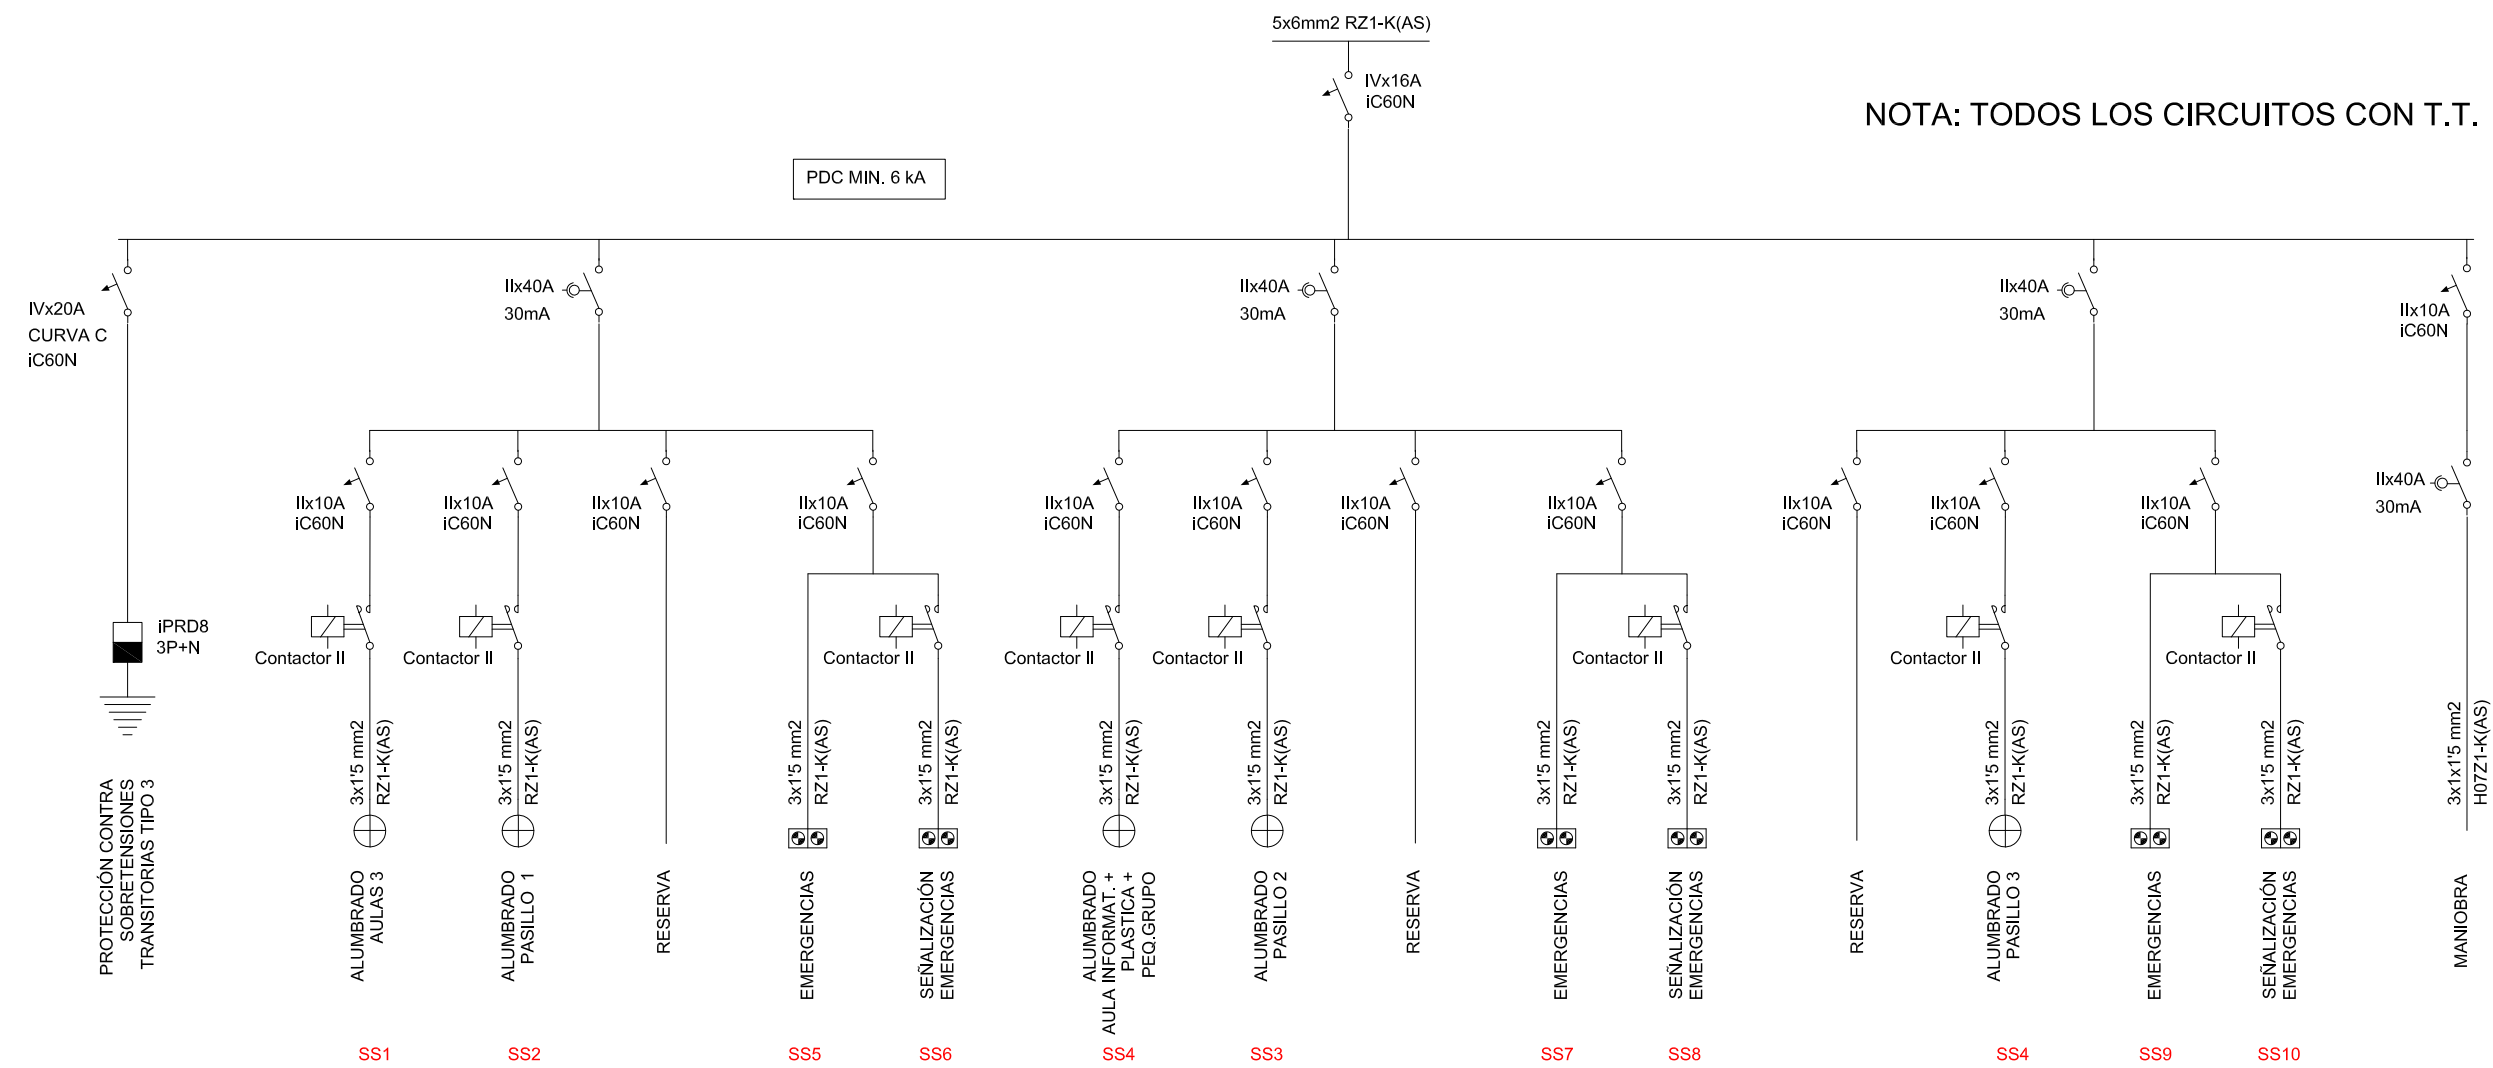 5x6mm2 RZ1-K(AS)
IVx16A
iC60N
NOTA: TODOS LOS CIRCUITOS CON T.T.
PDC MIN. 6 kA
IVx20A
CURVA C
iC60N
IIx40A
30mA
IIx40A
30mA
IIx40A
30mA
IIx10A
iC60N
IIx10A
iC60N
IIx10A
iC60N
IIx10A
iC60N
IIx10A
iC60N
IIx10A
iC60N
IIx10A
iC60N
IIx10A
iC60N
IIx10A
iC60N
IIx10A
iC60N
IIx10A
iC60N
IIx10A
iC60N
IIx40A
30mA
iPRD8
3P+N
Contactor II
Contactor II
Contactor II
Contactor II
Contactor II
Contactor II
Contactor II
Contactor II
3x1'5 mm2
RZ1-K(AS)
3x1'5 mm2
RZ1-K(AS)
3x1'5 mm2
RZ1-K(AS)
3x1'5 mm2
RZ1-K(AS)
3x1'5 mm2
RZ1-K(AS)
3x1'5 mm2
RZ1-K(AS)
3x1'5 mm2
RZ1-K(AS)
3x1'5 mm2
RZ1-K(AS)
3x1'5 mm2
RZ1-K(AS)
3x1'5 mm2
RZ1-K(AS)
3x1'5 mm2
RZ1-K(AS)
3x1x1'5 mm2
H07Z1-K(AS)
PROTECCIÓN CONTRA
SOBRETENSIONES
TRANSITORIAS TIPO 3
ALUMBRADO
AULAS 3
ALUMBRADO
PASILLO 1
RESERVA
EMERGENCIAS
SEÑALIZACIÓN
EMERGENCIAS
ALUMBRADO
AULA INFORMAT. +
PLASTICA +
PEQ.GRUPO
ALUMBRADO
PASILLO 2
RESERVA
EMERGENCIAS
SEÑALIZACIÓN
EMERGENCIAS
RESERVA
ALUMBRADO
PASILLO 3
EMERGENCIAS
SEÑALIZACIÓN
EMERGENCIAS
MANIOBRA
SS1
SS2
SS5
SS6
SS4
SS3
SS7
SS8
SS4
SS9
SS10